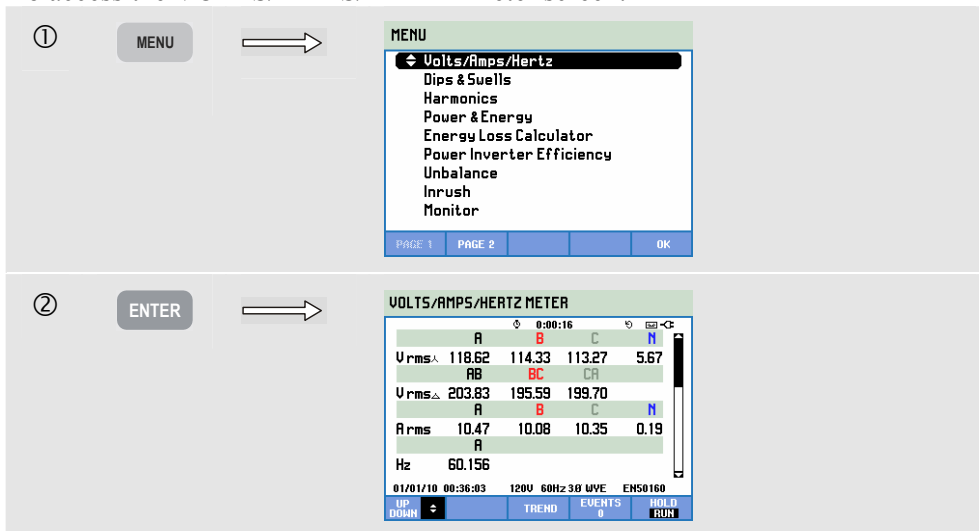 ① MENU
MENU
Volts/Amps/Hertz
Dips & Swells
Harmonics
Power & Energy
Energy Loss Calculator
Power Inverter Efficiency
Unbalance
Inrush
Monitor
PAGE 1 PAGE 2 OK
② ENTER
VOLTS/AMPS/HERTZ METER
0:00:16
A B C N
V rms⅄ 118.62 114.33 113.27 5.67
AB BC CA
V rms△ 203.83 195.59 199.70
A B C N
A rms 10.47 10.08 10.35 0.19
A
Hz 60.156
01/01/10 00:36:03 120V 60Hz 3Ø WYE EN50160
UP DOWN TREND EVENTS 0 HOLD RUN